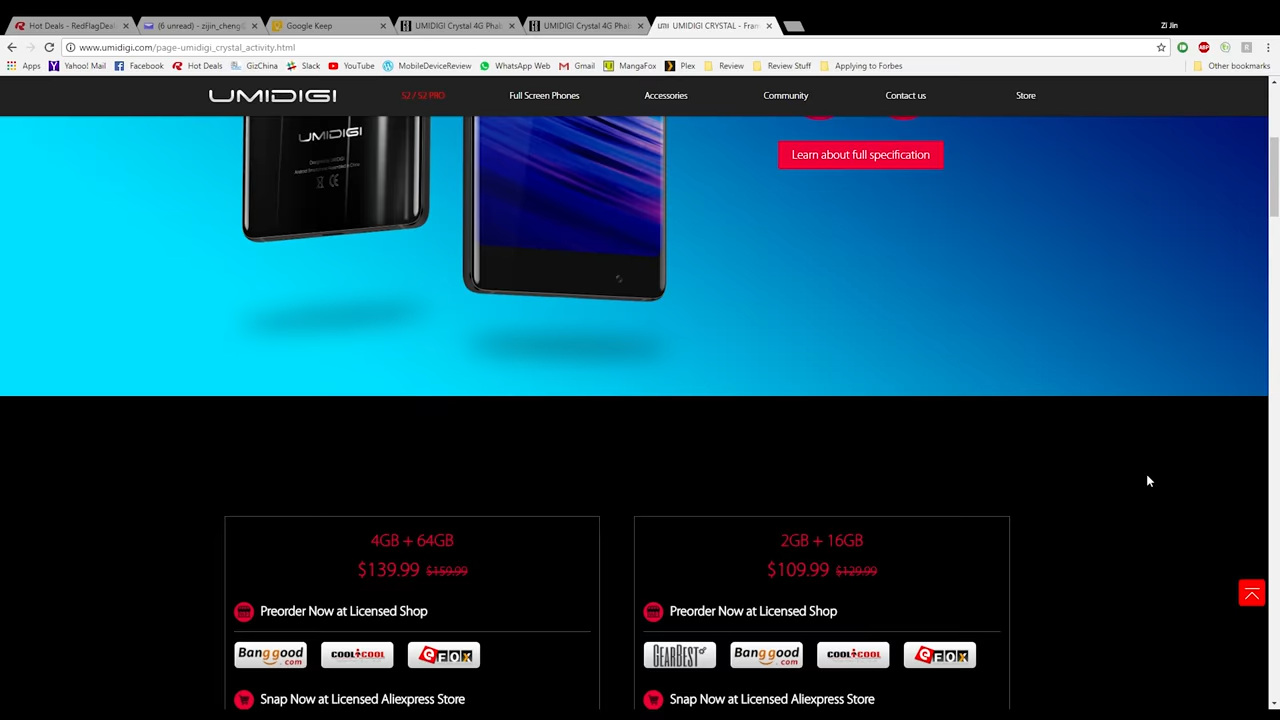 Hot Deals - RedFlagDeal
(6 unread) - zijin_cheng@
Google Keep
UMIDIGI Crystal 4G Phab
UMIDIGI Crystal 4G Phab
UMIDIGI CRYSTAL - Fram
Zi Jin
www.umidigi.com/page-umidigi_crystal_activity.html
Apps
Yahoo! Mail
Facebook
Hot Deals
GizChina
Slack
YouTube
MobileDeviceReview
WhatsApp Web
Gmail
MangaFox
Plex
Review
Review Stuff
Applying to Forbes
Other bookmarks
UMIDIGI
S2 / S2 PRO
Full Screen Phones
Accessories
Community
Contact us
Store
UMIDIGI
Learn about full specification
4GB + 64GB
$139.99 $159.99
Preorder Now at Licensed Shop
Banggood.com
COOLICOOL
EFOX
Snap Now at Licensed Aliexpress Store
2GB + 16GB
$109.99 $129.99
Preorder Now at Licensed Shop
GEARBEST
Banggood.com
COOLICOOL
EFOX
Snap Now at Licensed Aliexpress Store